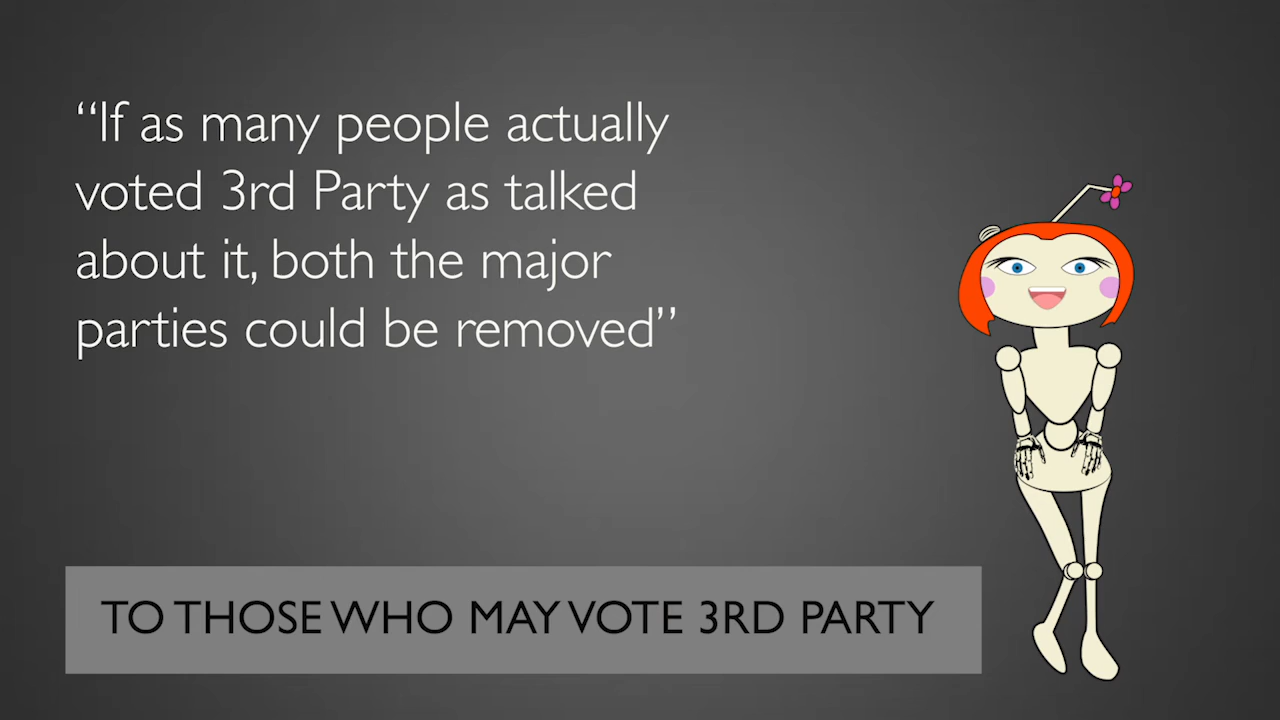 “If as many people actually
voted 3rd Party as talked
about it, both the major
parties could be removed”
TO THOSE WHO MAY VOTE 3RD PARTY